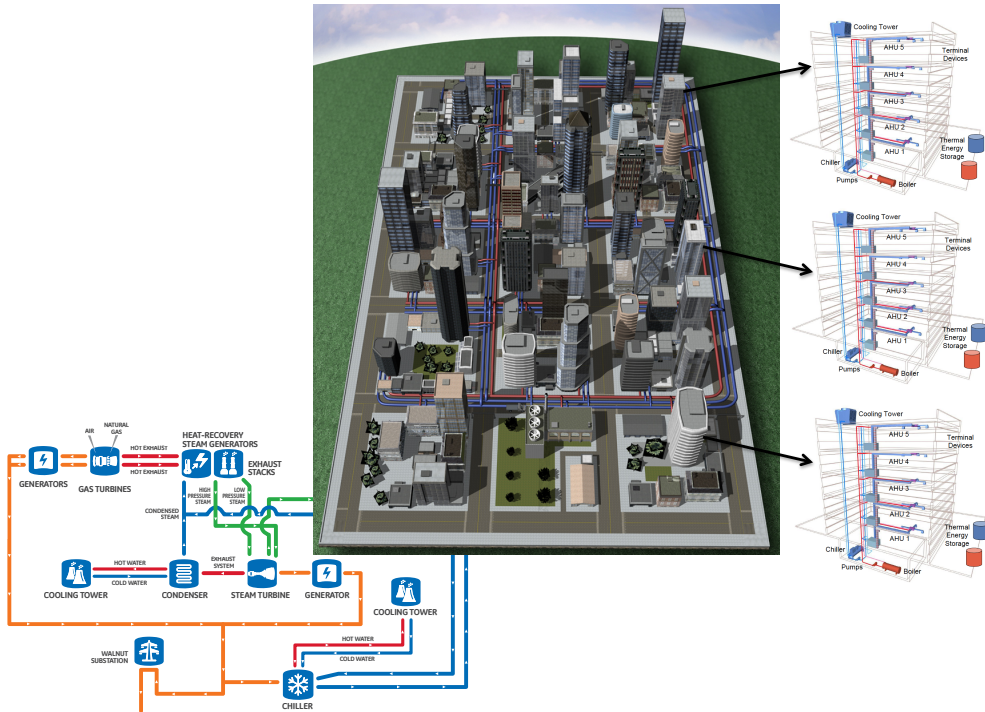 Cooling Tower
AHU 5
Terminal
Devices
AHU 4
AHU 3
AHU 2
AHU 1
Thermal
Energy
Storage
Chiller
Pumps
Boiler
Cooling Tower
AHU 5
Terminal
Devices
AHU 4
AHU 3
AHU 2
AHU 1
Thermal
Energy
Storage
Chiller
Pumps
Boiler
Cooling Tower
AHU 5
Terminal
Devices
AHU 4
AHU 3
AHU 2
AHU 1
Thermal
Energy
Storage
Chiller
Pumps
Boiler
AIR
NATURAL
GAS
HOT EXHAUST
HOT EXHAUST
GENERATORS
GAS TURBINES
HEAT-RECOVERY
STEAM GENERATORS
EXHAUST
STACKS
HIGH
PRESSURE
STEAM
LOW
PRESSURE
STEAM
CONDENSED
STEAM
HOT WATER
COLD WATER
EXHAUST
SYSTEM
COOLING TOWER
CONDENSER
STEAM TURBINE
GENERATOR
COOLING TOWER
WALNUT
SUBSTATION
HOT WATER
COLD WATER
CHILLER